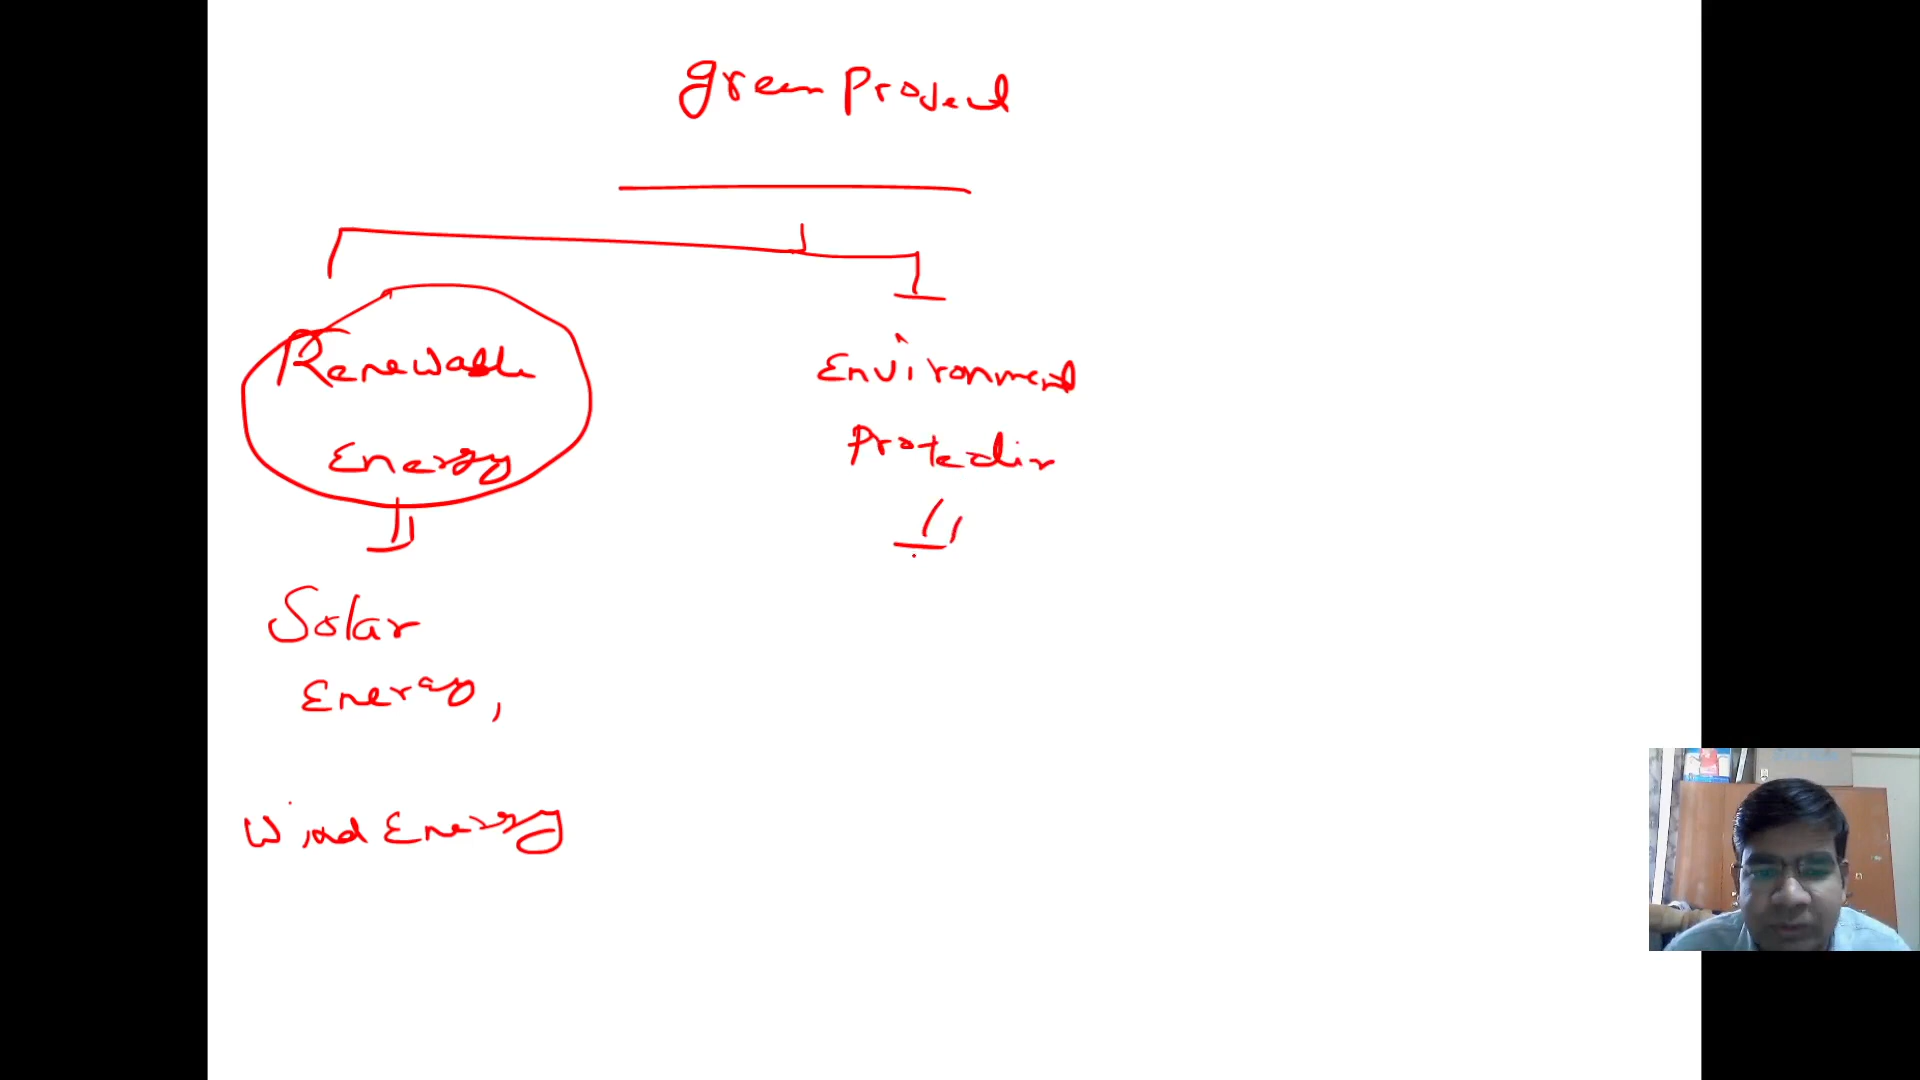 green Project
Renewable
Energy
Environment
Protection
Solar
Energy,
Wind Energy